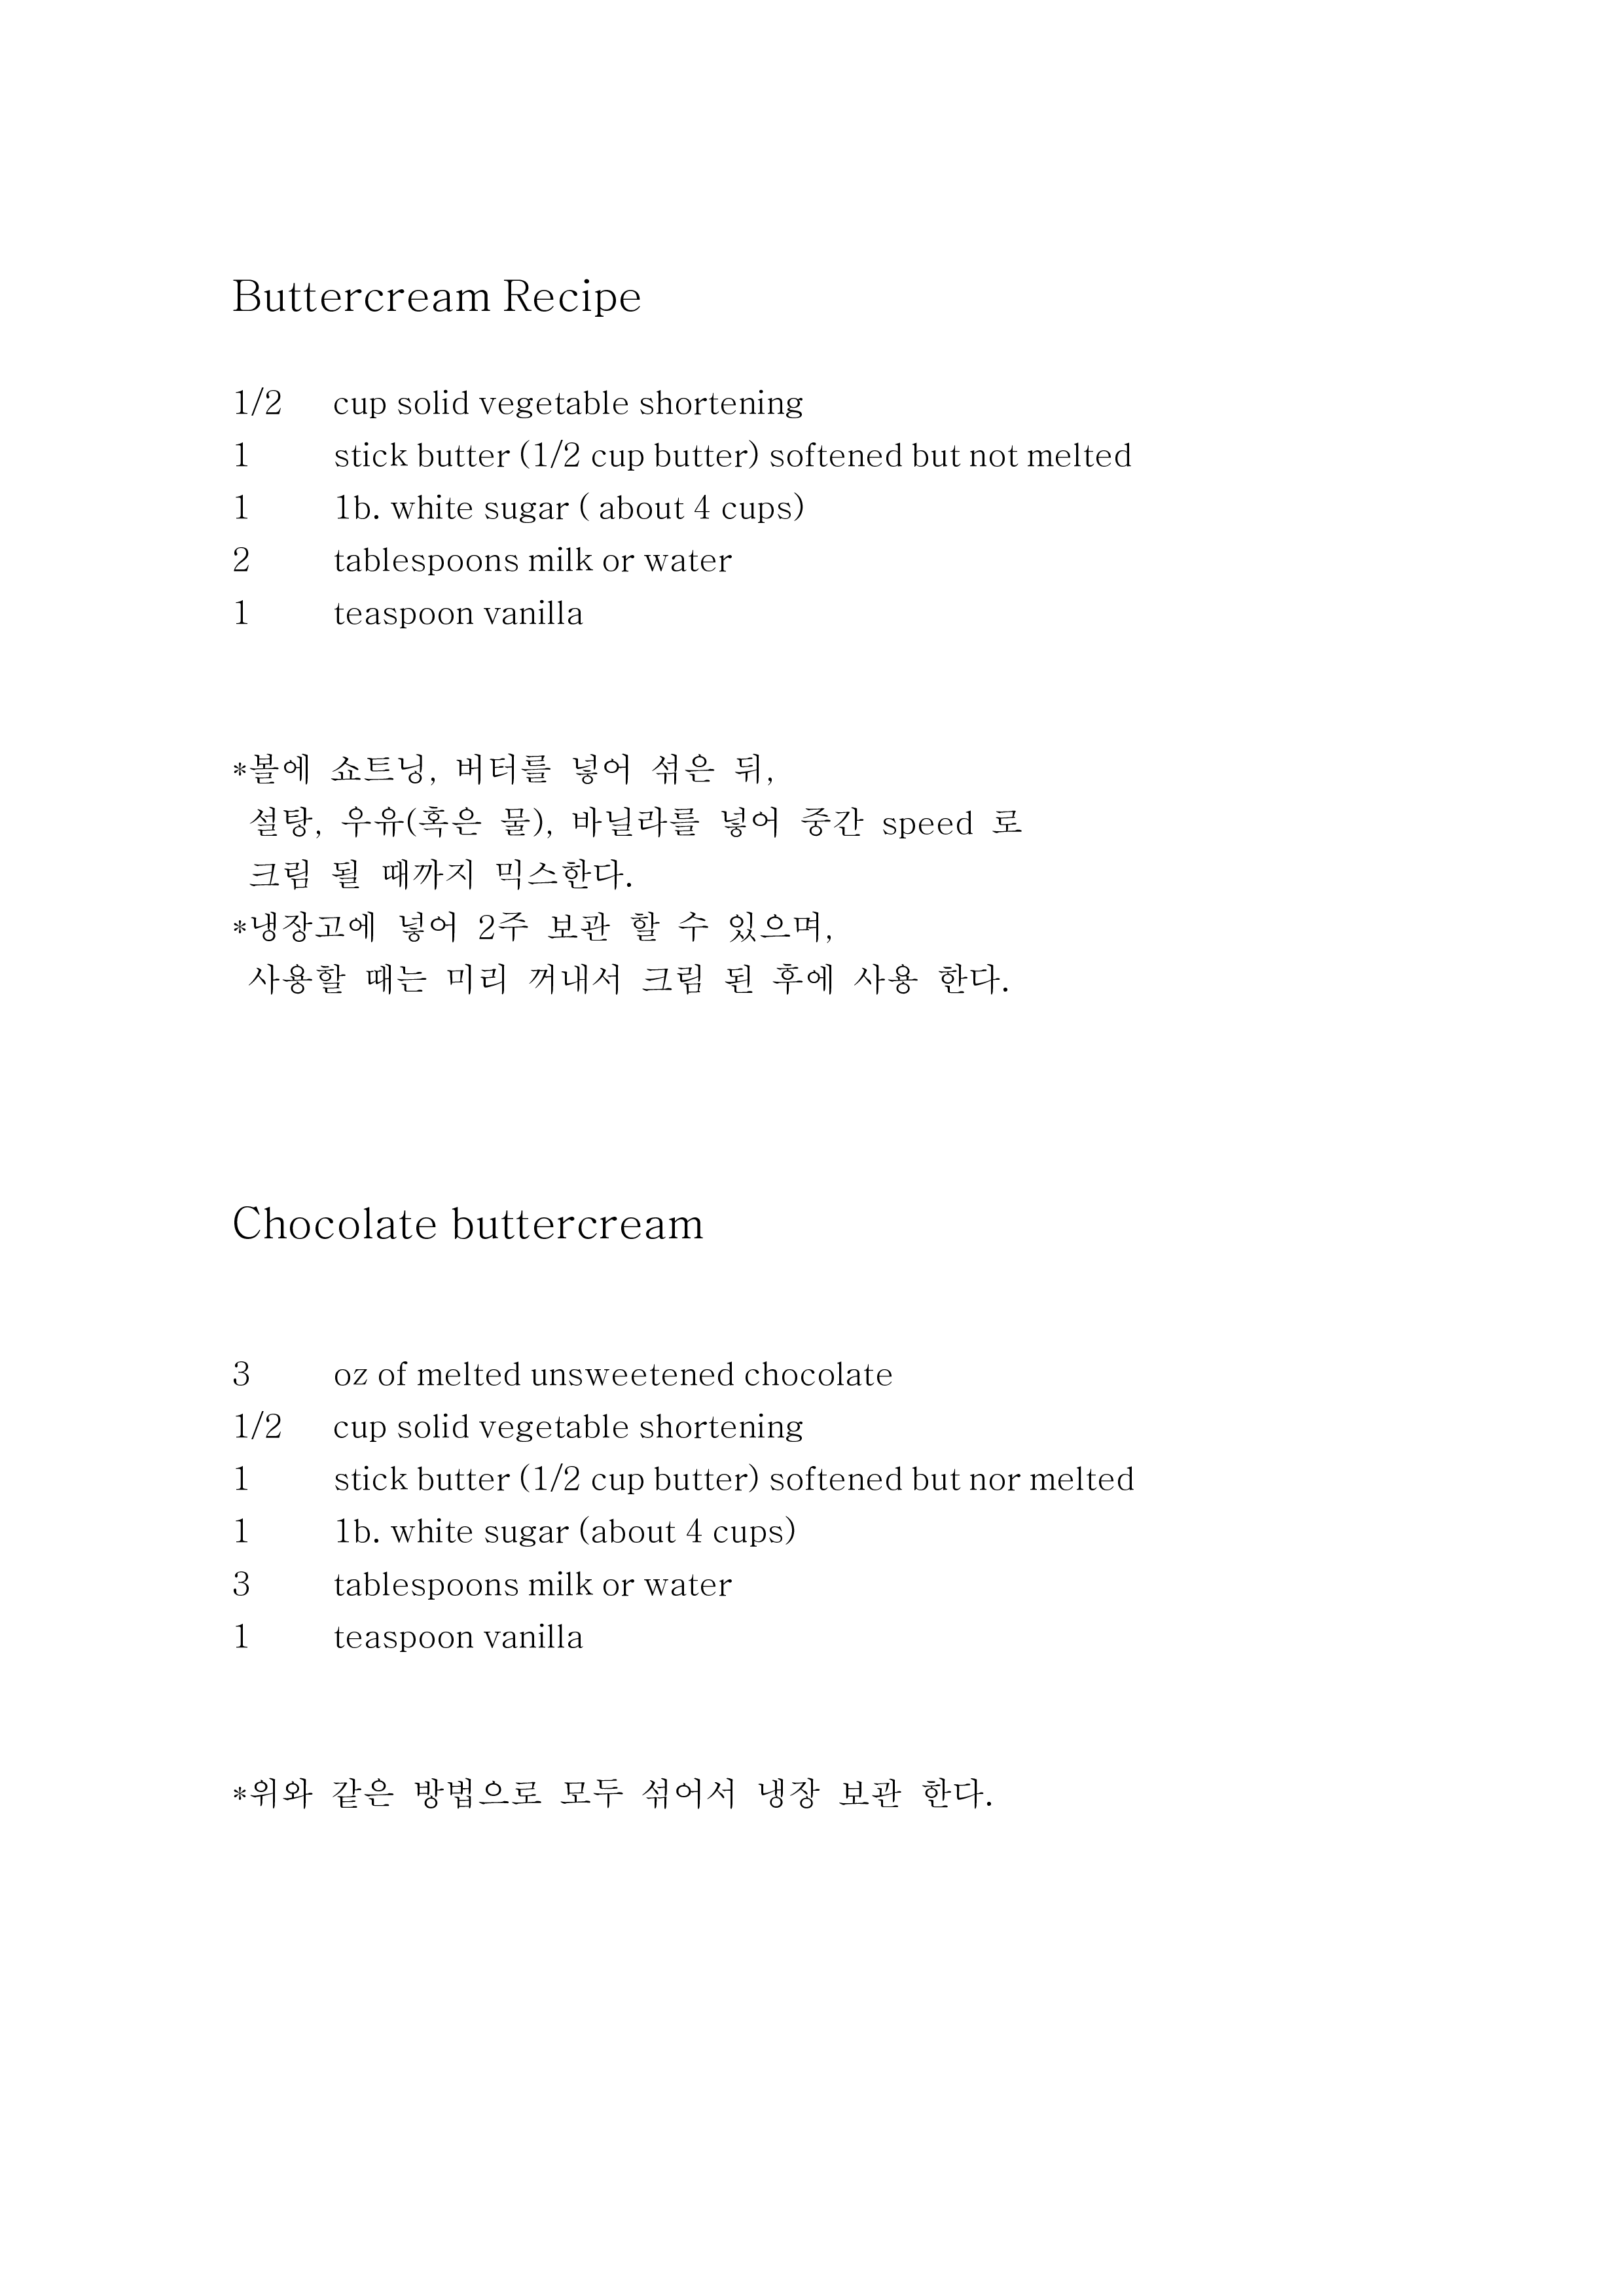 Buttercream Recipe
1/2 cup solid vegetable shortening
1 stick butter (1/2 cup butter) softened but not melted
1 1b. white sugar ( about 4 cups)
2 tablespoons milk or water
1 teaspoon vanilla
*볼에 쇼트닝, 버터를 넣어 섞은 뒤,
설탕, 우유(혹은 물), 바닐라를 넣어 중간 speed 로
크림 될 때까지 믹스한다.
*냉장고에 넣어 2주 보관 할 수 있으며,
사용할 때는 미리 꺼내서 크림 된 후에 사용 한다.
Chocolate buttercream
3 oz of melted unsweetened chocolate
1/2 cup solid vegetable shortening
1 stick butter (1/2 cup butter) softened but nor melted
1 1b. white sugar (about 4 cups)
3 tablespoons milk or water
1 teaspoon vanilla
*위와 같은 방법으로 모두 섞어서 냉장 보관 한다.